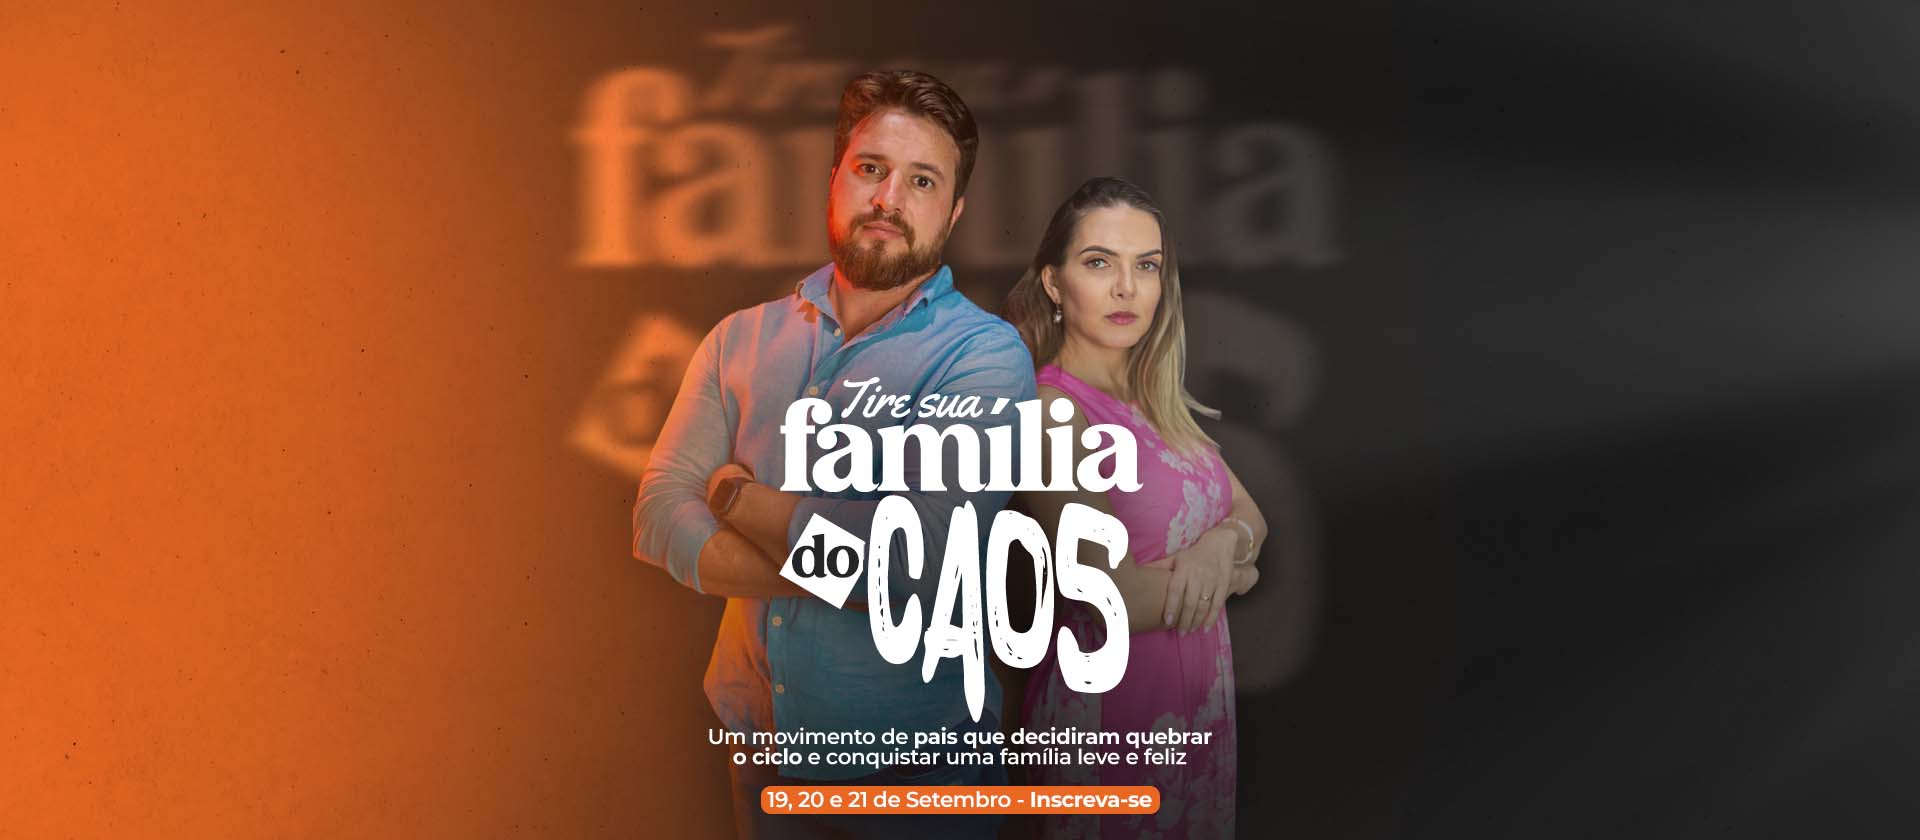 Tire sua
família
do CAOS
Um movimento de pais que decidiram quebrar
o ciclo e conquistar uma família leve e feliz
19, 20 e 21 de Setembro - Inscreva-se